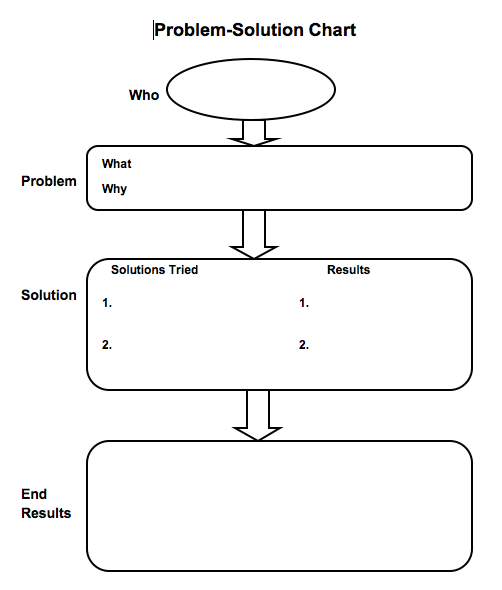 Problem-Solution Chart
Who
What
Problem
Why
Solutions Tried Results
Solution
1. 1.
2. 2.
End
Results